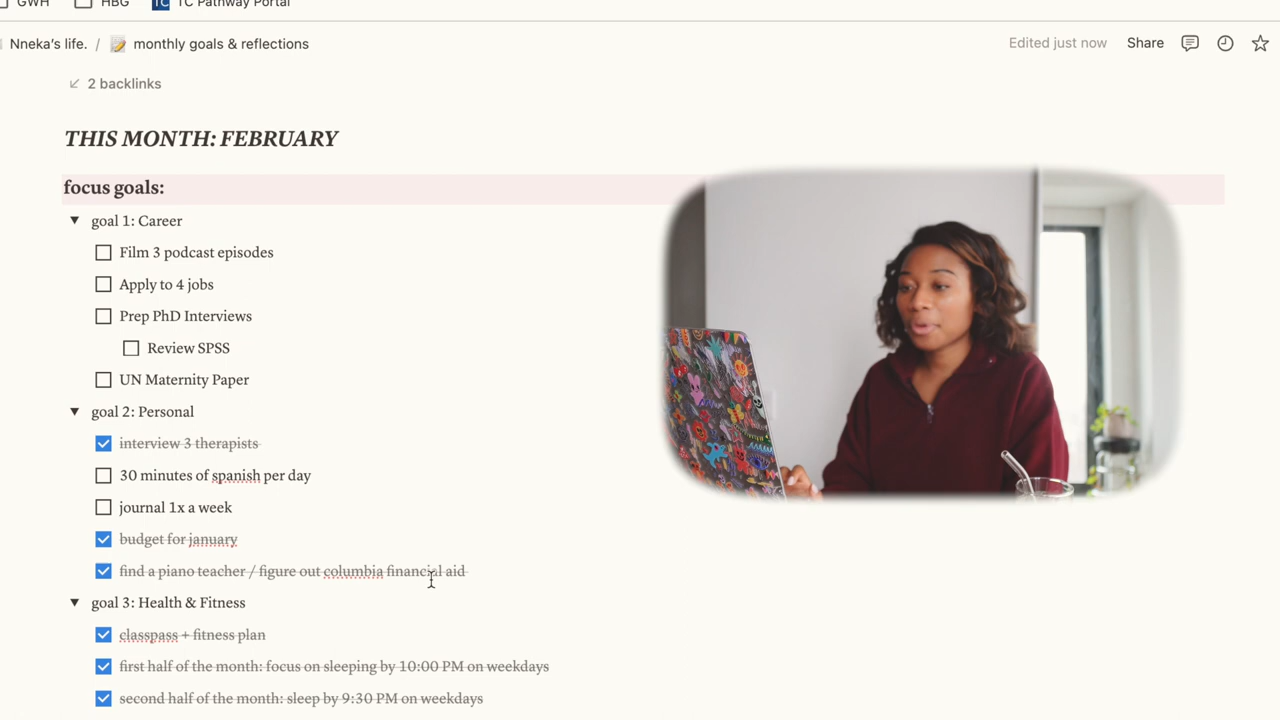 GWH HBG TC TC Pathway Portal
Nneka's life. / monthly goals & reflections Edited just now Share
2 backlinks
THIS MONTH: FEBRUARY
focus goals:
goal 1: Career
Film 3 podcast episodes
Apply to 4 jobs
Prep PhD Interviews
Review SPSS
UN Maternity Paper
goal 2: Personal
interview 3 therapists
30 minutes of spanish per day
journal 1x a week
budget for january
find a piano teacher / figure out columbia financial aid
goal 3: Health & Fitness
classpass + fitness plan
first half of the month: focus on sleeping by 10:00 PM on weekdays
second half of the month: sleep by 9:30 PM on weekdays